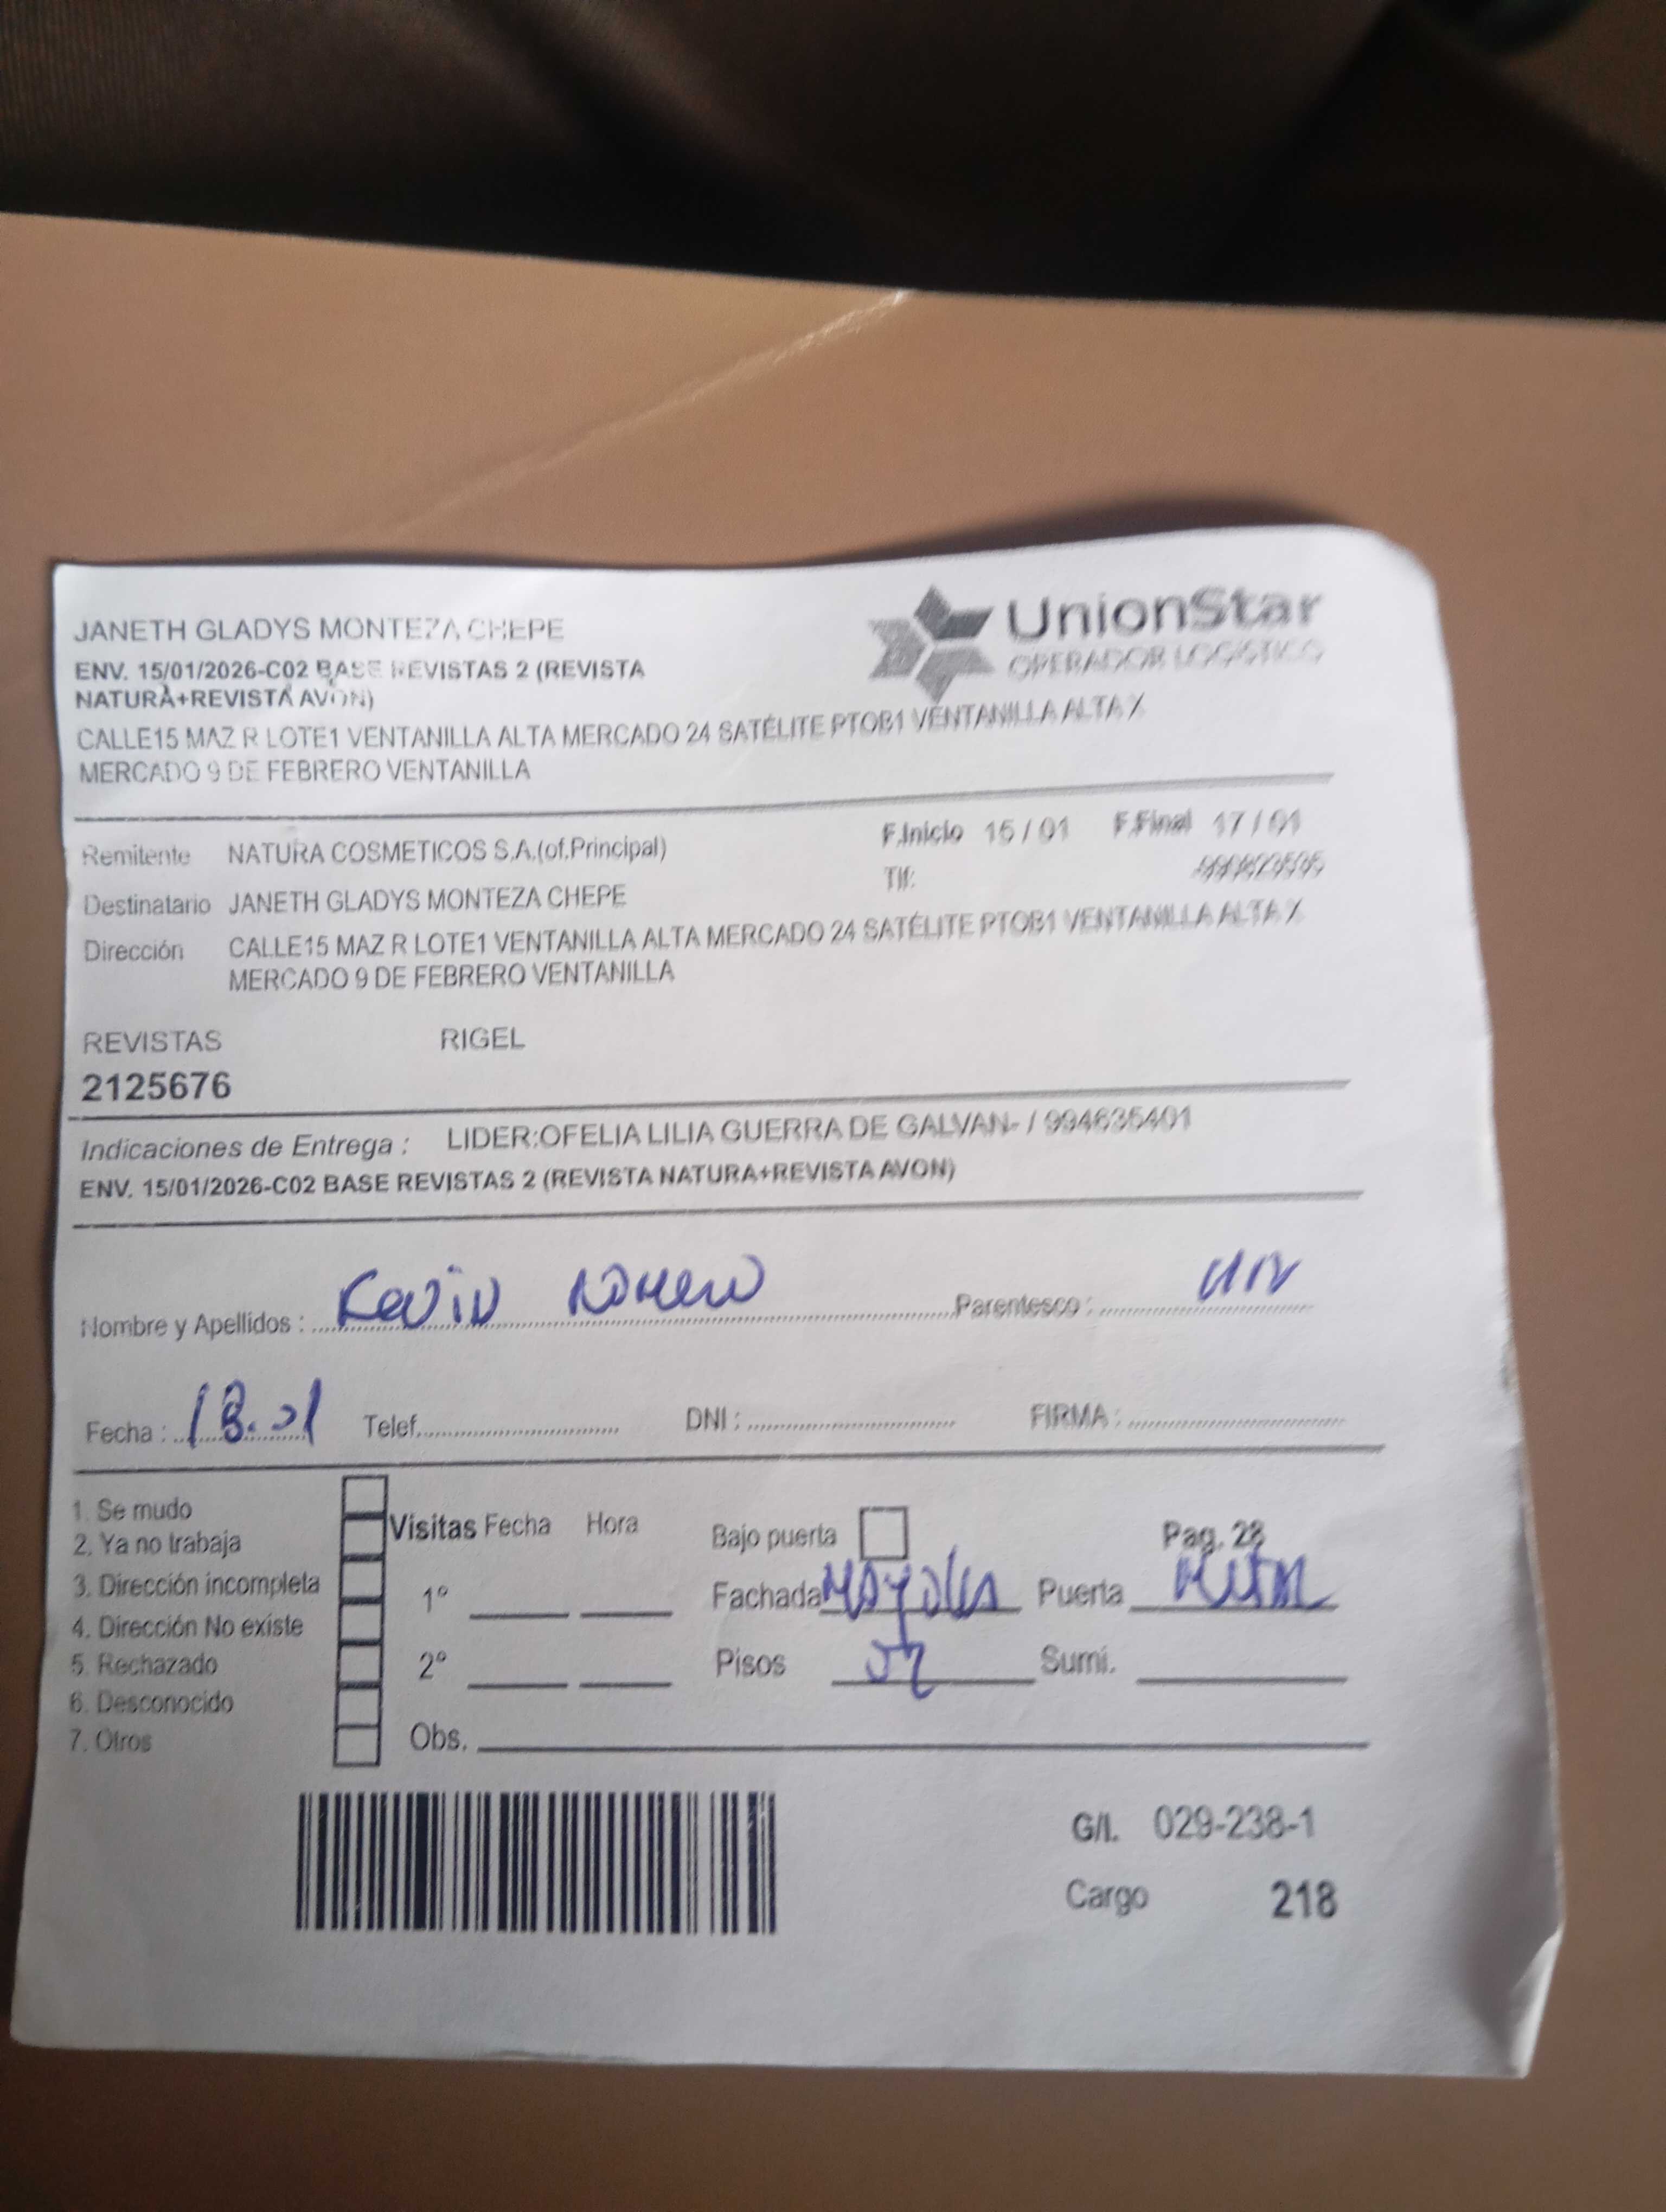 JANETH GLADYS MONTEZA CHEPE
UnionStar
OPERADOR LOGÍSTICO
ENV. 15/01/2026-C02 BASE REVISTAS 2 (REVISTA
NATURA+REVISTA AVON)
CALLE15 MAZ R LOTE1 VENTANILLA ALTA MERCADO 24 SATÉLITE PTOB1 VENTANILLA ALTA X
MERCADO 9 DE FEBRERO VENTANILLA
Remitente NATURA COSMETICOS S.A.(of.Principal) F.Inicio 15 / 01 F.Final 17 / 01
Tlf:
Destinatario JANETH GLADYS MONTEZA CHEPE
Dirección CALLE15 MAZ R LOTE1 VENTANILLA ALTA MERCADO 24 SATÉLITE PTOB1 VENTANILLA ALTA X
MERCADO 9 DE FEBRERO VENTANILLA
REVISTAS RIGEL
2125676
Indicaciones de Entrega : LIDER:OFELIA LILIA GUERRA DE GALVAN- / 994635401
ENV. 15/01/2026-C02 BASE REVISTAS 2 (REVISTA NATURA+REVISTA AVON)
Nombre y Apellidos : Kevin Romero Parentesco :
Fecha : 18.01 Telef. DNI : FIRMA :
1. Se mudo
2. Ya no trabaja
3. Dirección incompleta
4. Dirección No existe
5. Rechazado
6. Desconocido
7. Otros
Visitas Fecha Hora
1º
2º
Obs.
Bajo puerta Pag. 28
Fachada Puerta
Pisos 02 Sumi.
G/I. 029-238-1
Cargo 218